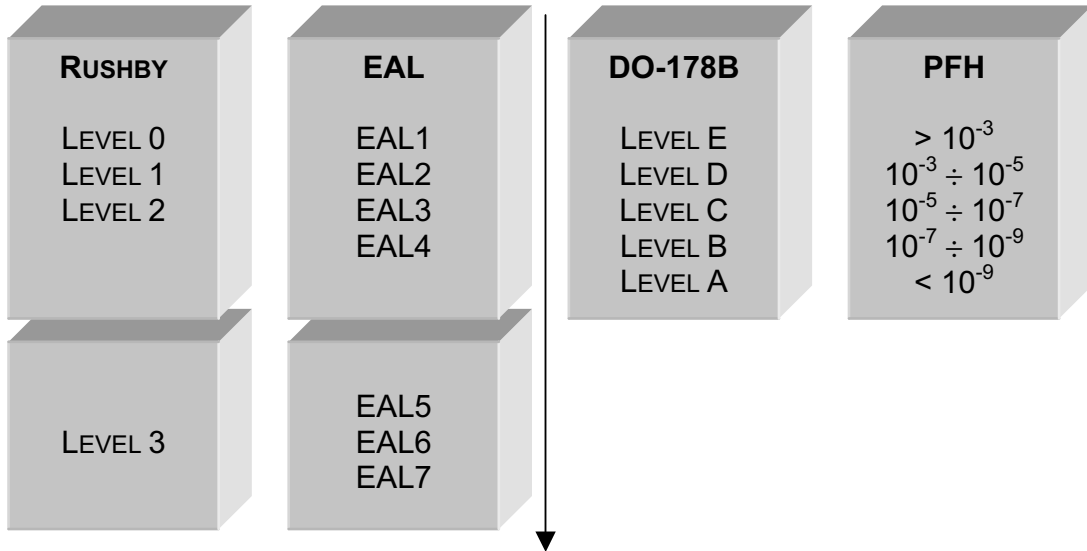 RUSHBY
LEVEL 0
LEVEL 1
LEVEL 2
LEVEL 3
EAL
EAL1
EAL2
EAL3
EAL4
EAL5
EAL6
EAL7
DO-178B
LEVEL E
LEVEL D
LEVEL C
LEVEL B
LEVEL A
PFH
> 10⁻³
10⁻³ ÷ 10⁻⁵
10⁻⁵ ÷ 10⁻⁷
10⁻⁷ ÷ 10⁻⁹
< 10⁻⁹